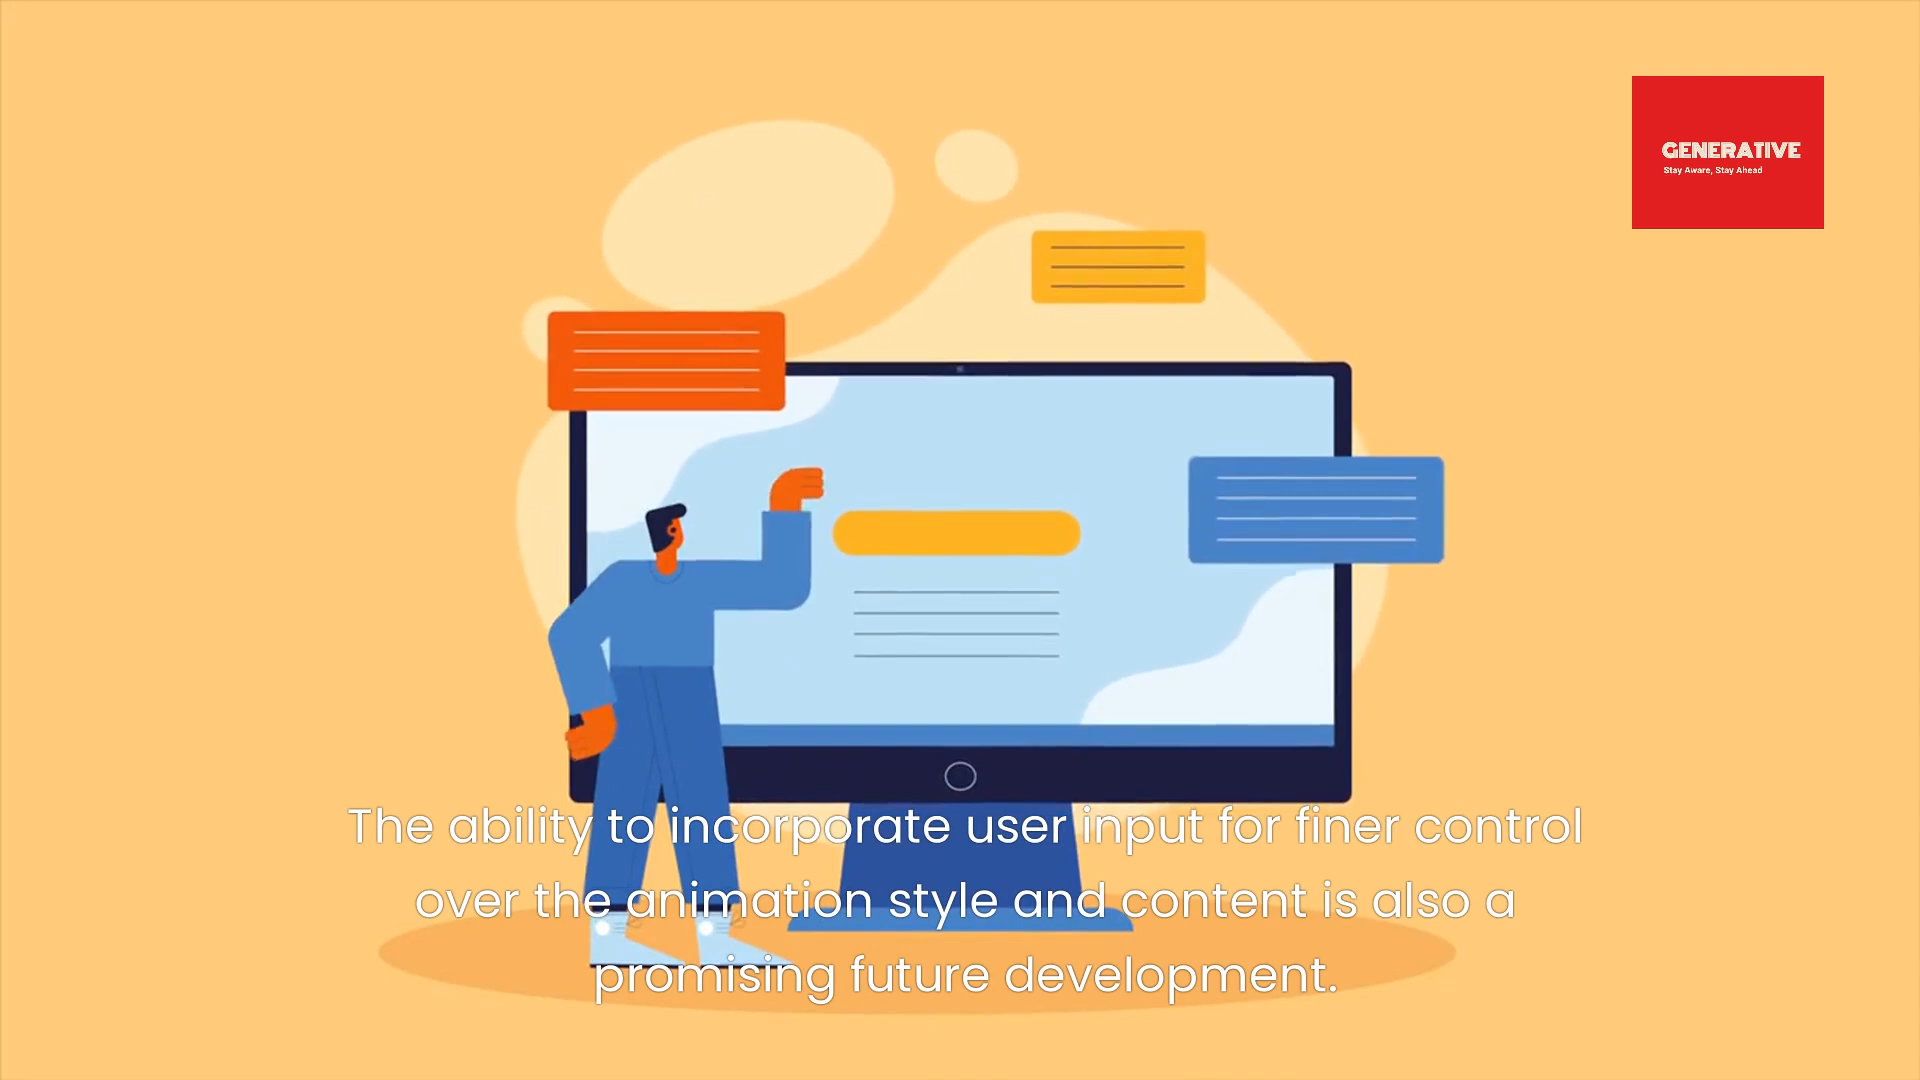 GENERATIVE
Stay Aware, Stay Ahead
The ability to incorporate user input for finer control
over the animation style and content is also a
promising future development.